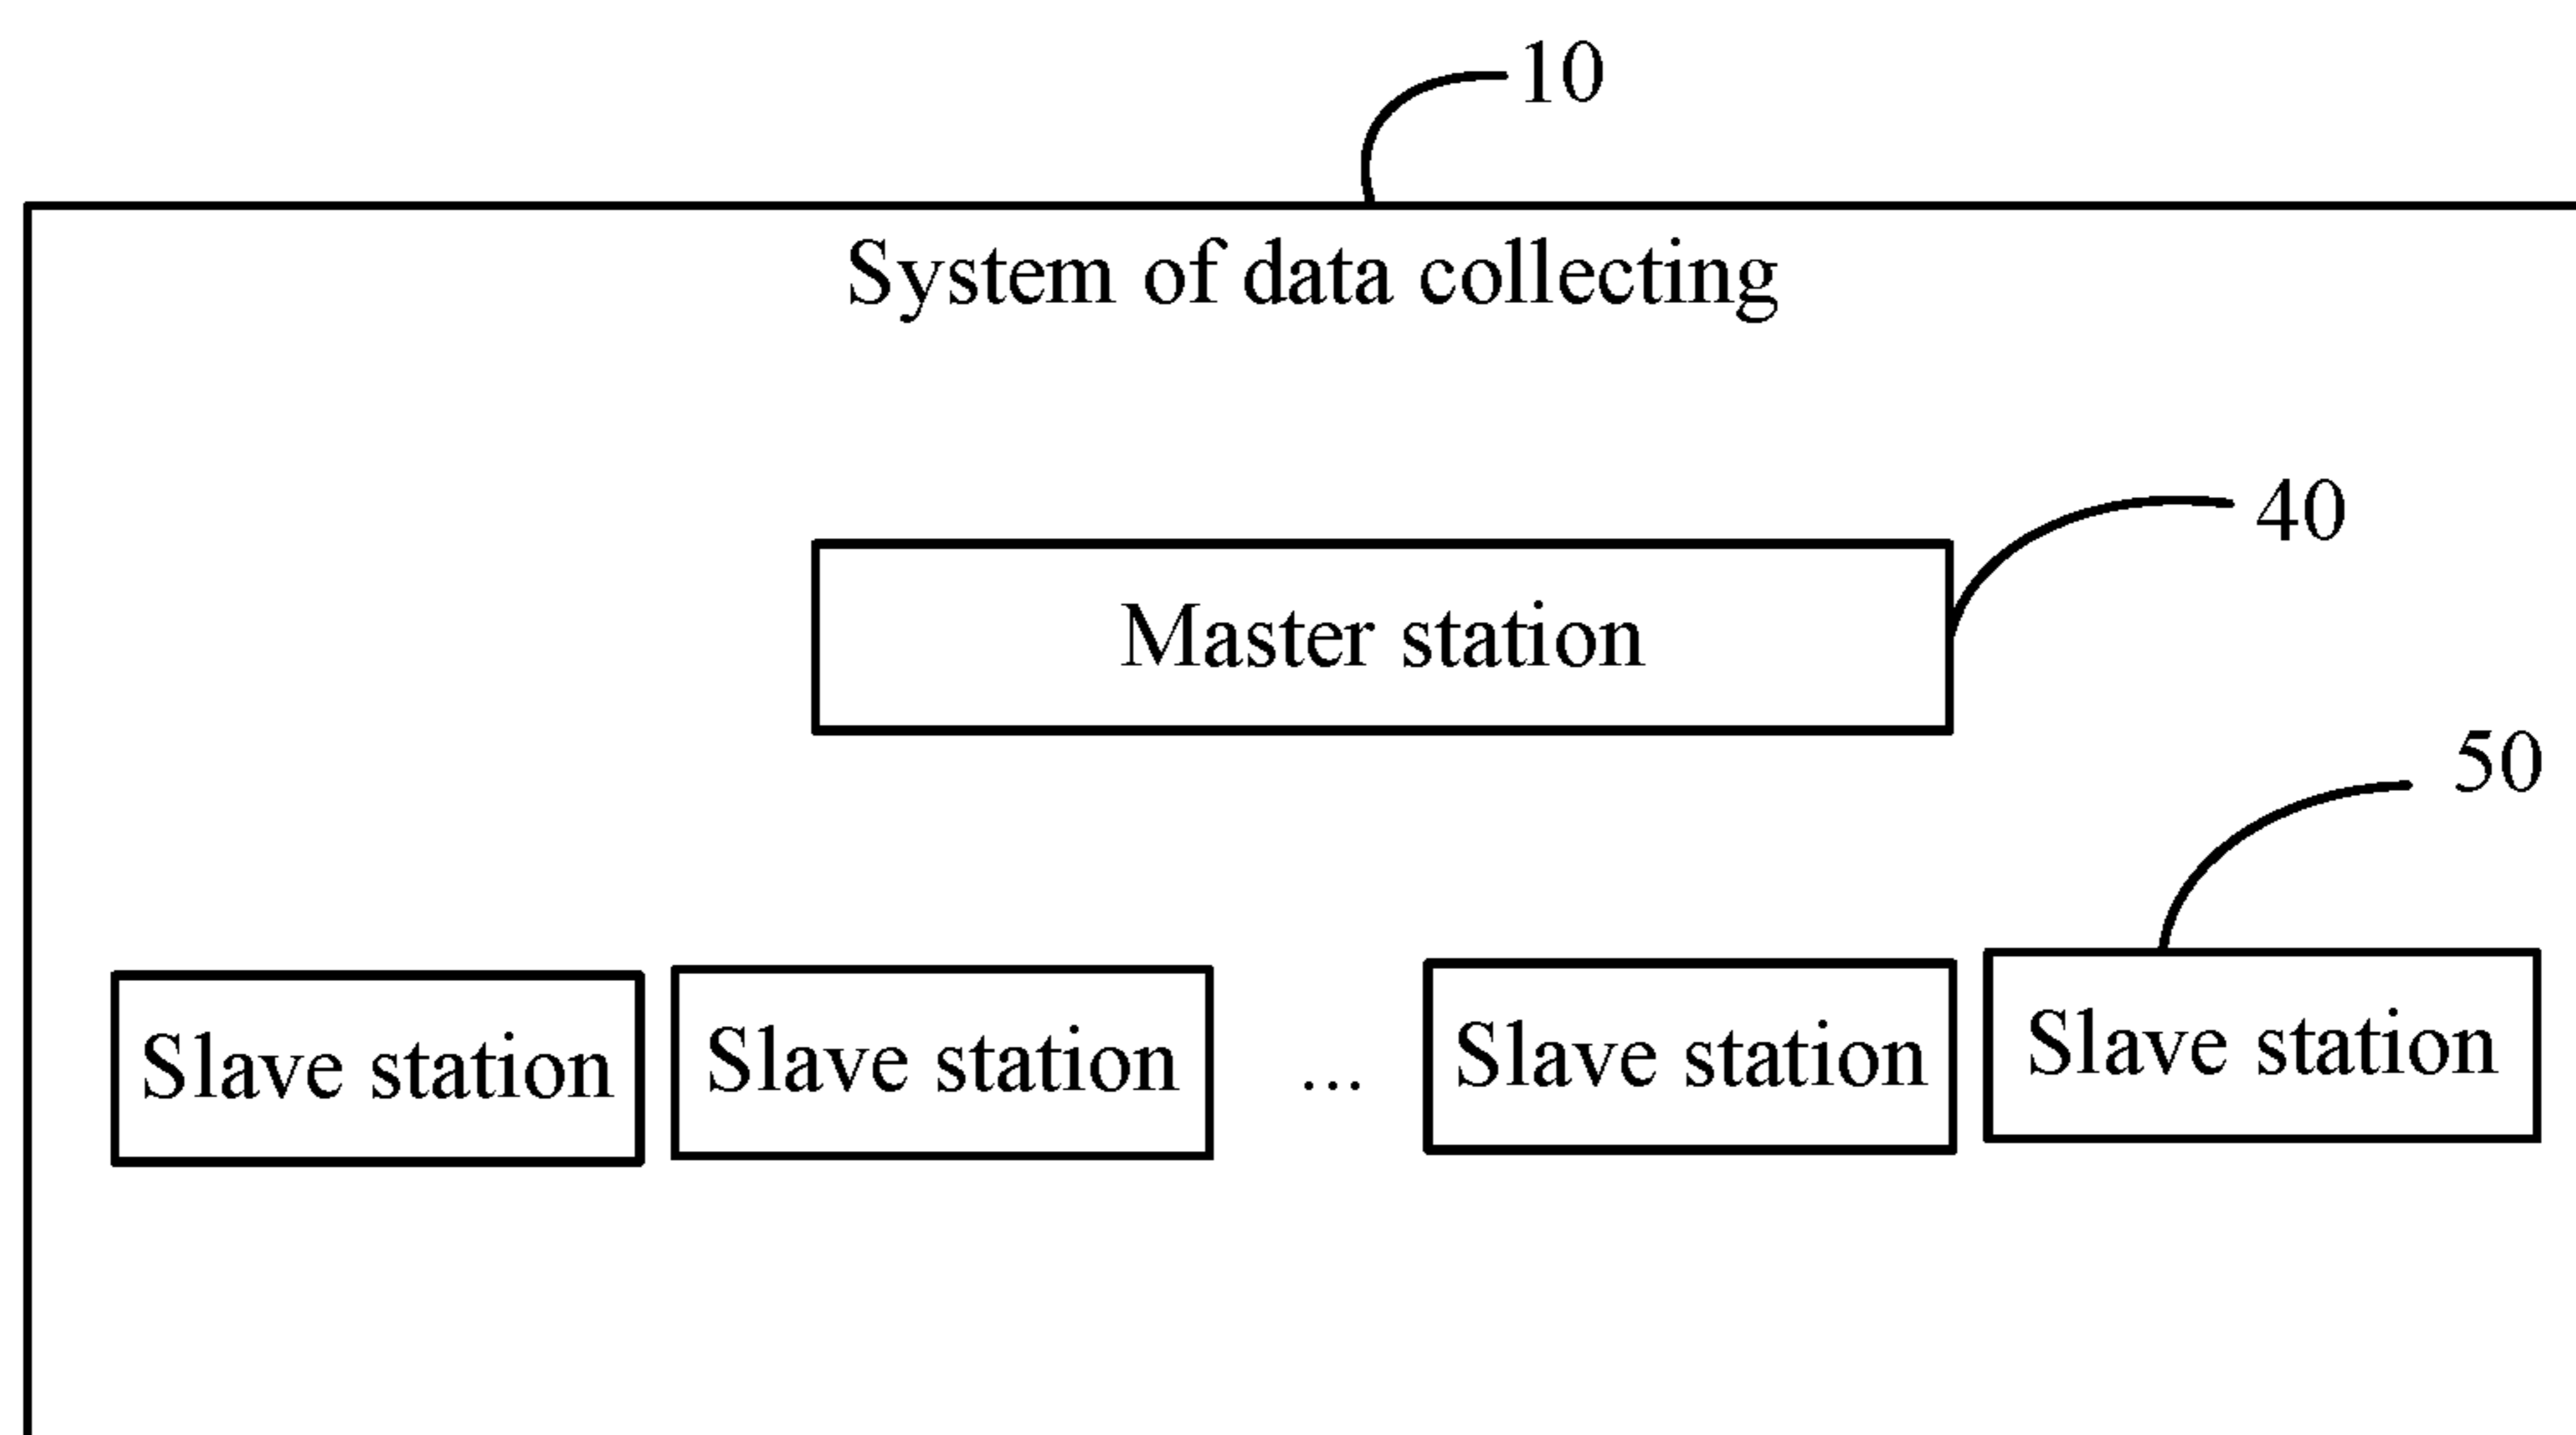 10
System of data collecting
40
Master station
50
Slave station
Slave station
...
Slave station
Slave station